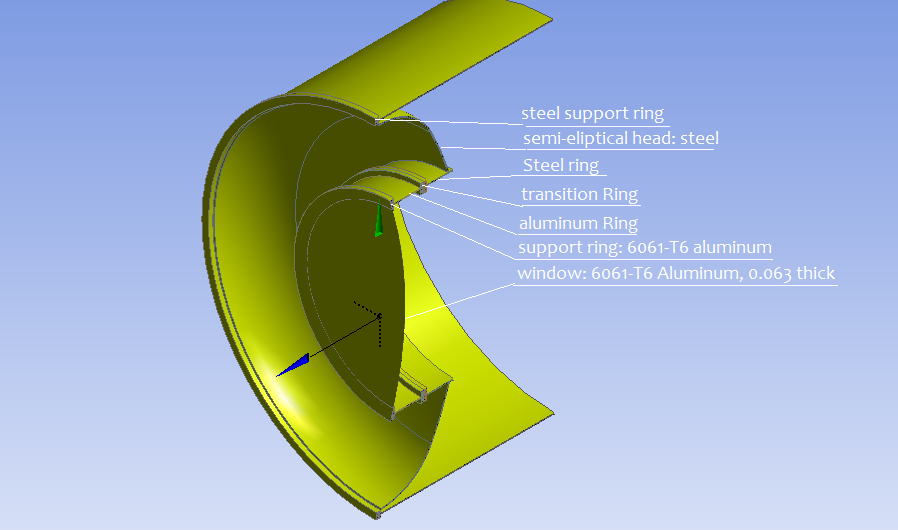 steel support ring
semi-eliptical head: steel
Steel ring
transition Ring
aluminum Ring
support ring: 6061-T6 aluminum
window: 6061-T6 Aluminum, 0.063 thick